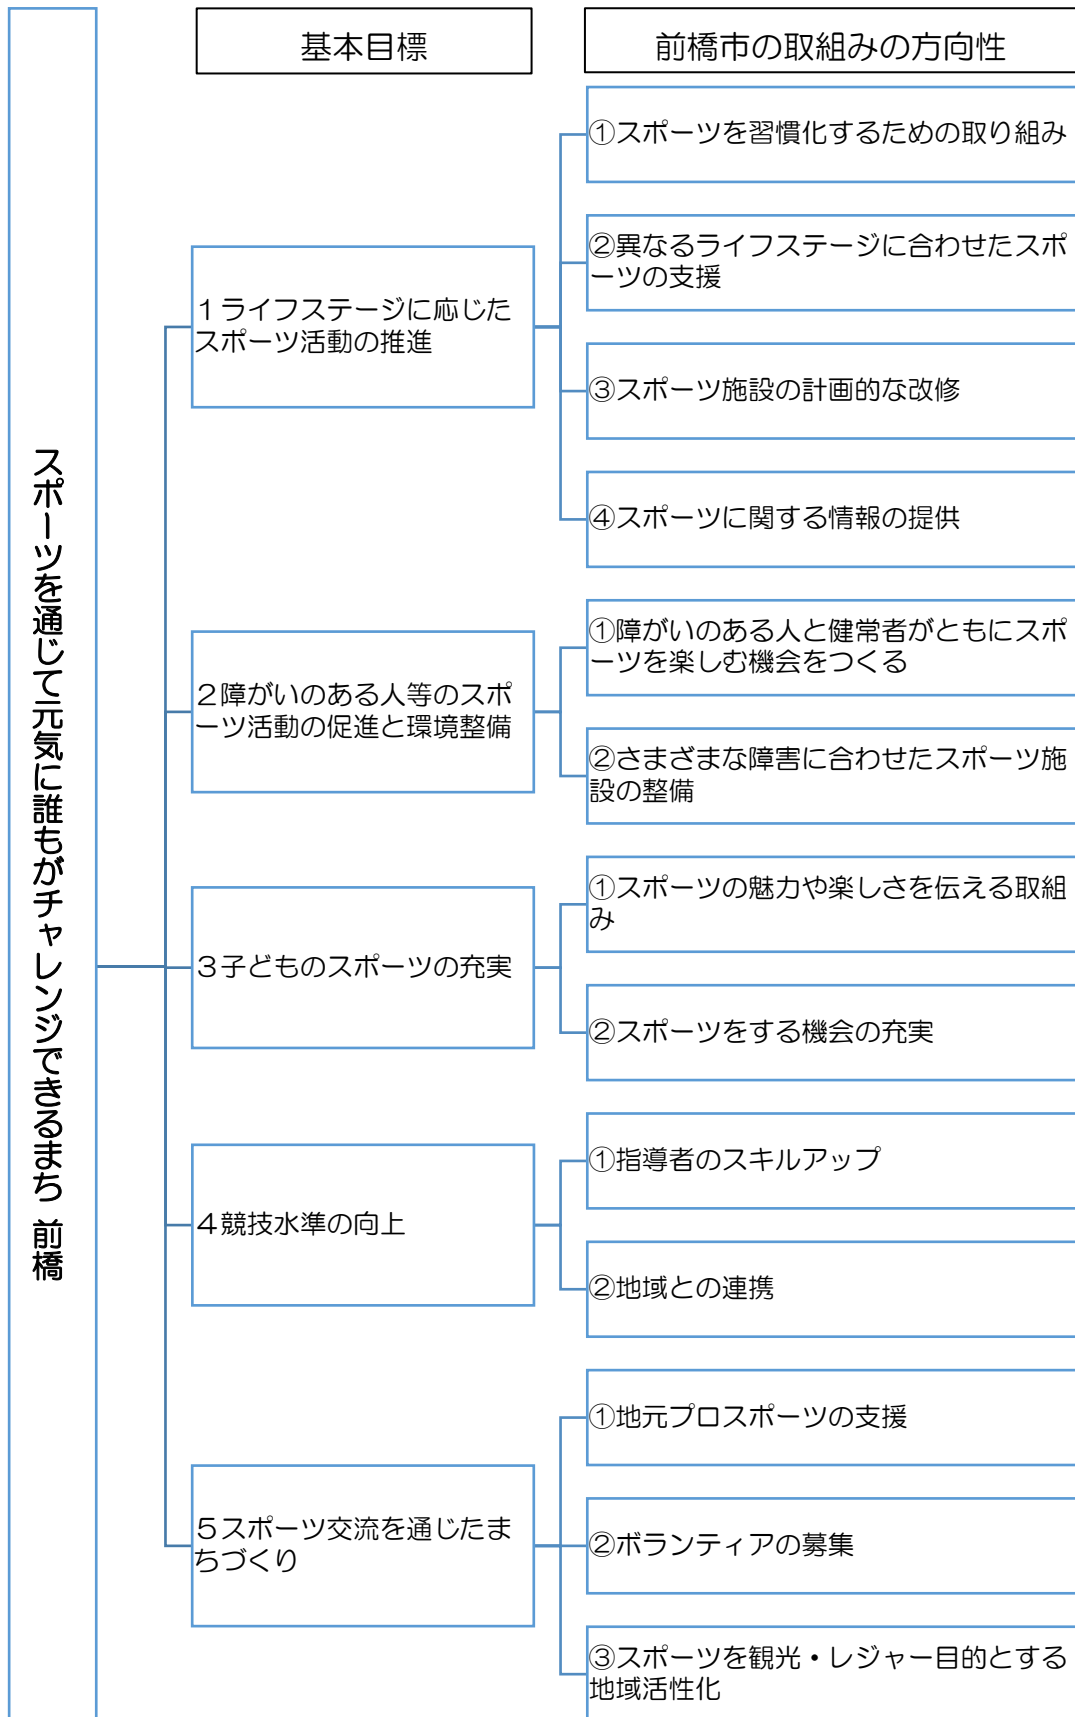 スポーツを通じて元気に誰もがチャレンジできるまち 前橋
基本目標
前橋市の取組みの方向性
１ライフステージに応じた
スポーツ活動の推進
①スポーツを習慣化するための取り組み
②異なるライフステージに合わせたスポ
ーツの支援
③スポーツ施設の計画的な改修
④スポーツに関する情報の提供
２障がいのある人等のスポ
ーツ活動の促進と環境整備
①障がいのある人と健常者がともにスポ
ーツを楽しむ機会をつくる
②さまざまな障害に合わせたスポーツ施
設の整備
３子どものスポーツの充実
①スポーツの魅力や楽しさを伝える取組
み
②スポーツをする機会の充実
４競技水準の向上
①指導者のスキルアップ
②地域との連携
５スポーツ交流を通じたま
ちづくり
①地元プロスポーツの支援
②ボランティアの募集
③スポーツを観光・レジャー目的とする
地域活性化